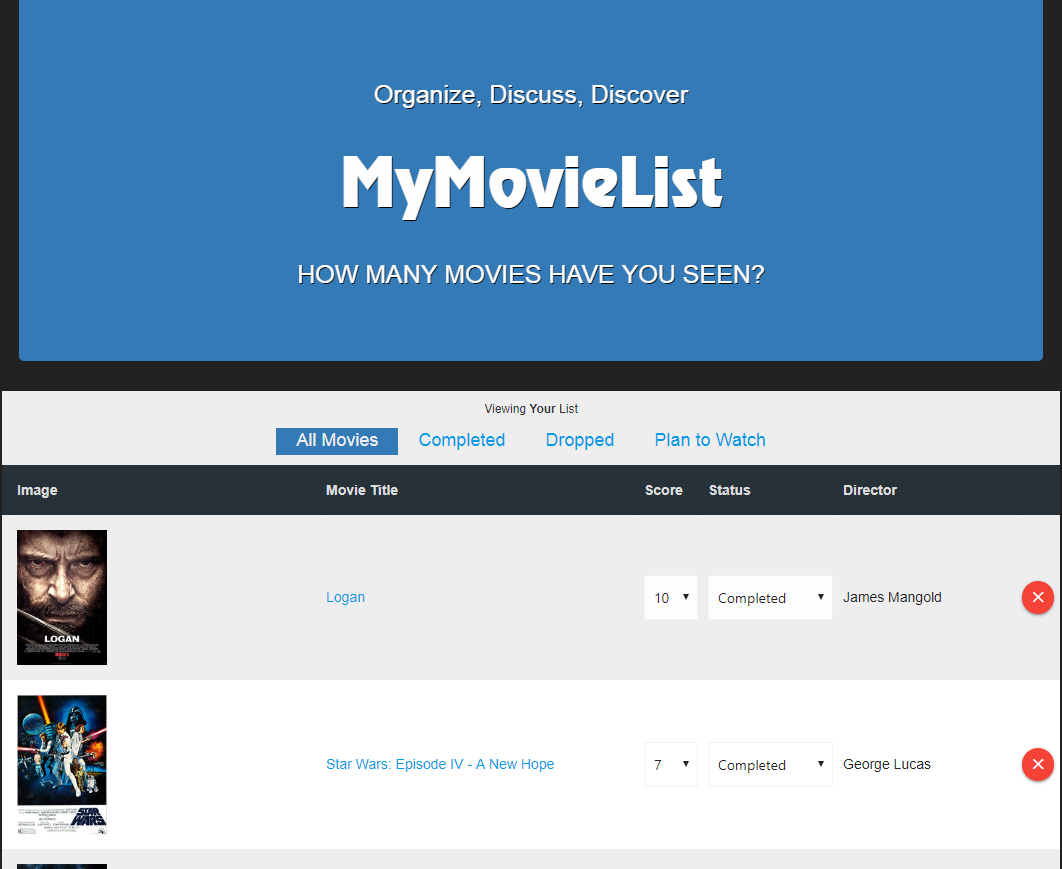 Organize, Discuss, Discover
MyMovieList
HOW MANY MOVIES HAVE YOU SEEN?
Viewing Your List
All Movies Completed Dropped Plan to Watch
Image Movie Title Score Status Director
LOGAN
Logan 10 Completed James Mangold
Star Wars: Episode IV - A New Hope 7 Completed George Lucas
STAR
WARS